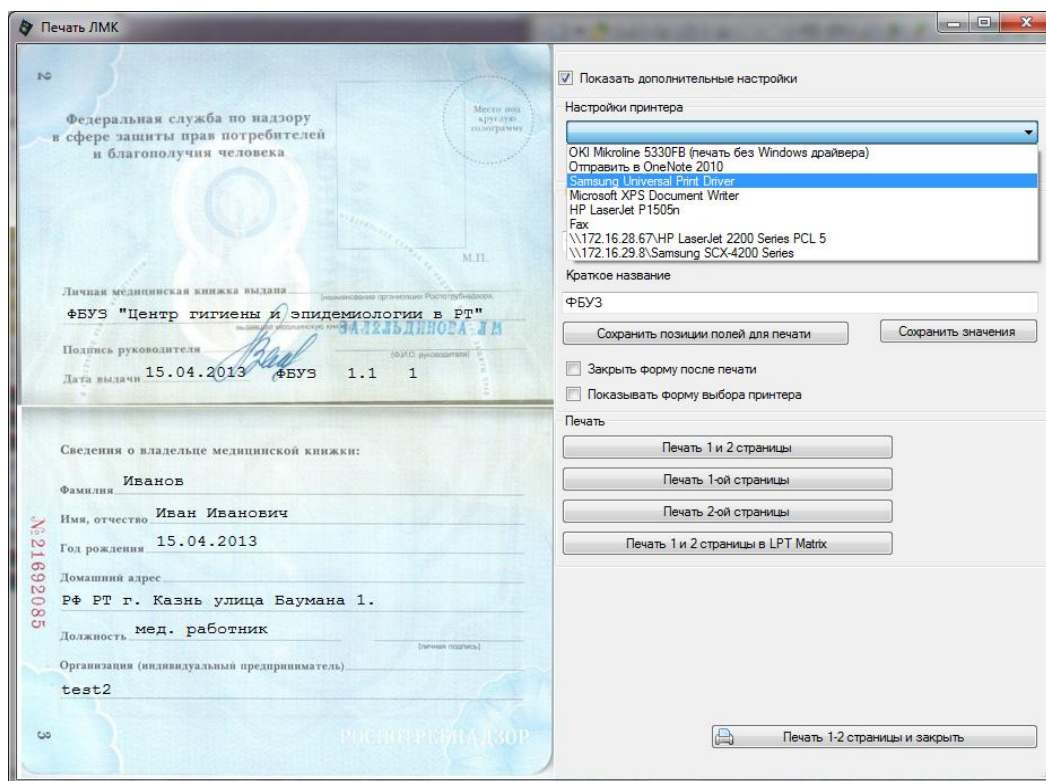 Печать ЛМК
2
Федеральная служба по надзору
в сфере защиты прав потребителей
и благополучия человека
Место под
круглую
голограмму
М.П.
Личная медицинская книжка выдана
(наименование организации Роспотребнадзора,
ФБУЗ "Центр гигиены и эпидемиологии в РТ"
Подпись руководителя
(Ф.И.О. руководителя)
Дата выдачи 15.04.2013 ФБУЗ 1.1 1
Сведения о владельце медицинской книжки:
Фамилия Иванов
Имя, отчество Иван Иванович
Год рождения 15.04.2013
Домашний адрес
РФ РТ г. Казнь улица Баумана 1.
Должность мед. работник
(личная подпись)
Организация (индивидуальный предприниматель)
test2
№21692085
3
РОСПОТРЕБНАДЗОР
Показать дополнительные настройки
Настройки принтера
OKI Mikroline 5330FB (печать без Windows драйвера)
Отправить в OneNote 2010
Samsung Universal Print Driver
Microsoft XPS Document Writer
HP LaserJet P1505n
Fax
\\172.16.28.67\HP LaserJet 2200 Series PCL 5
\\172.16.29.8\Samsung SCX-4200 Series
Краткое название
ФБУЗ
Сохранить позиции полей для печати
Сохранить значения
Закрыть форму после печати
Показывать форму выбора принтера
Печать
Печать 1 и 2 страницы
Печать 1-ой страницы
Печать 2-ой страницы
Печать 1 и 2 страницы в LPT Matrix
Печать 1-2 страницы и закрыть